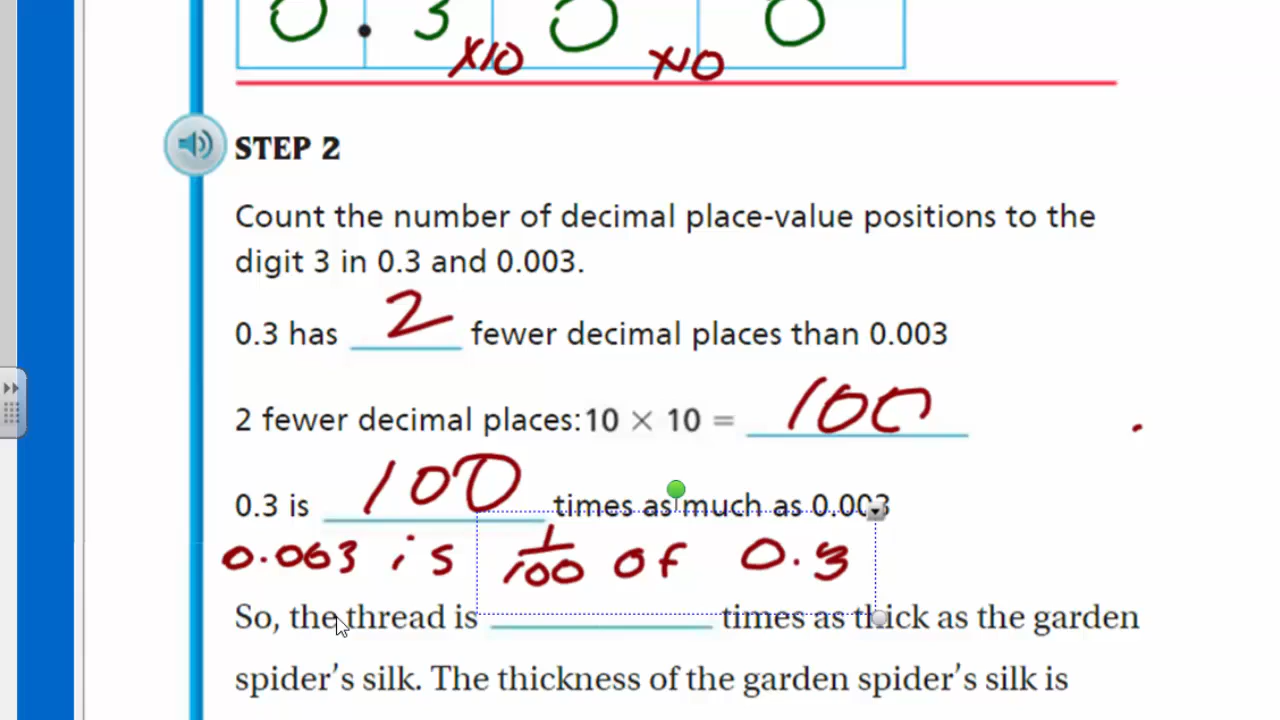 0 . 3 0 0
×10 ×10
STEP 2
Count the number of decimal place-value positions to the
digit 3 in 0.3 and 0.003.
0.3 has 2 fewer decimal places than 0.003
2 fewer decimal places: 10 × 10 = 100
0.3 is 100 times as much as 0.003
0.003 is 1/100 of 0.3
So, the thread is ____ times as thick as the garden
spider's silk. The thickness of the garden spider's silk is